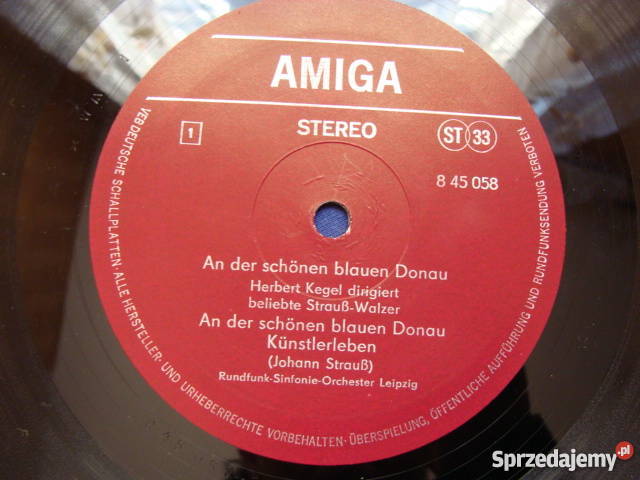 AMIGA
1
STEREO
ST 33
8 45 058
An der schönen blauen Donau
Herbert Kegel dirigiert
beliebte Strauß-Walzer
An der schönen blauen Donau
Künstlerleben
(Johann Strauß)
Rundfunk-Sinfonie-Orchester Leipzig
VEB DEUTSCHE SCHALLPLATTEN · ALLE HERSTELLER- UND URHEBERRECHTE VORBEHALTEN · ÜBERSPIELUNG, ÖFFENTLICHE AUFFÜHRUNG UND RUNDFUNKSENDUNG VERBOTEN
Sprzedajemy.pl